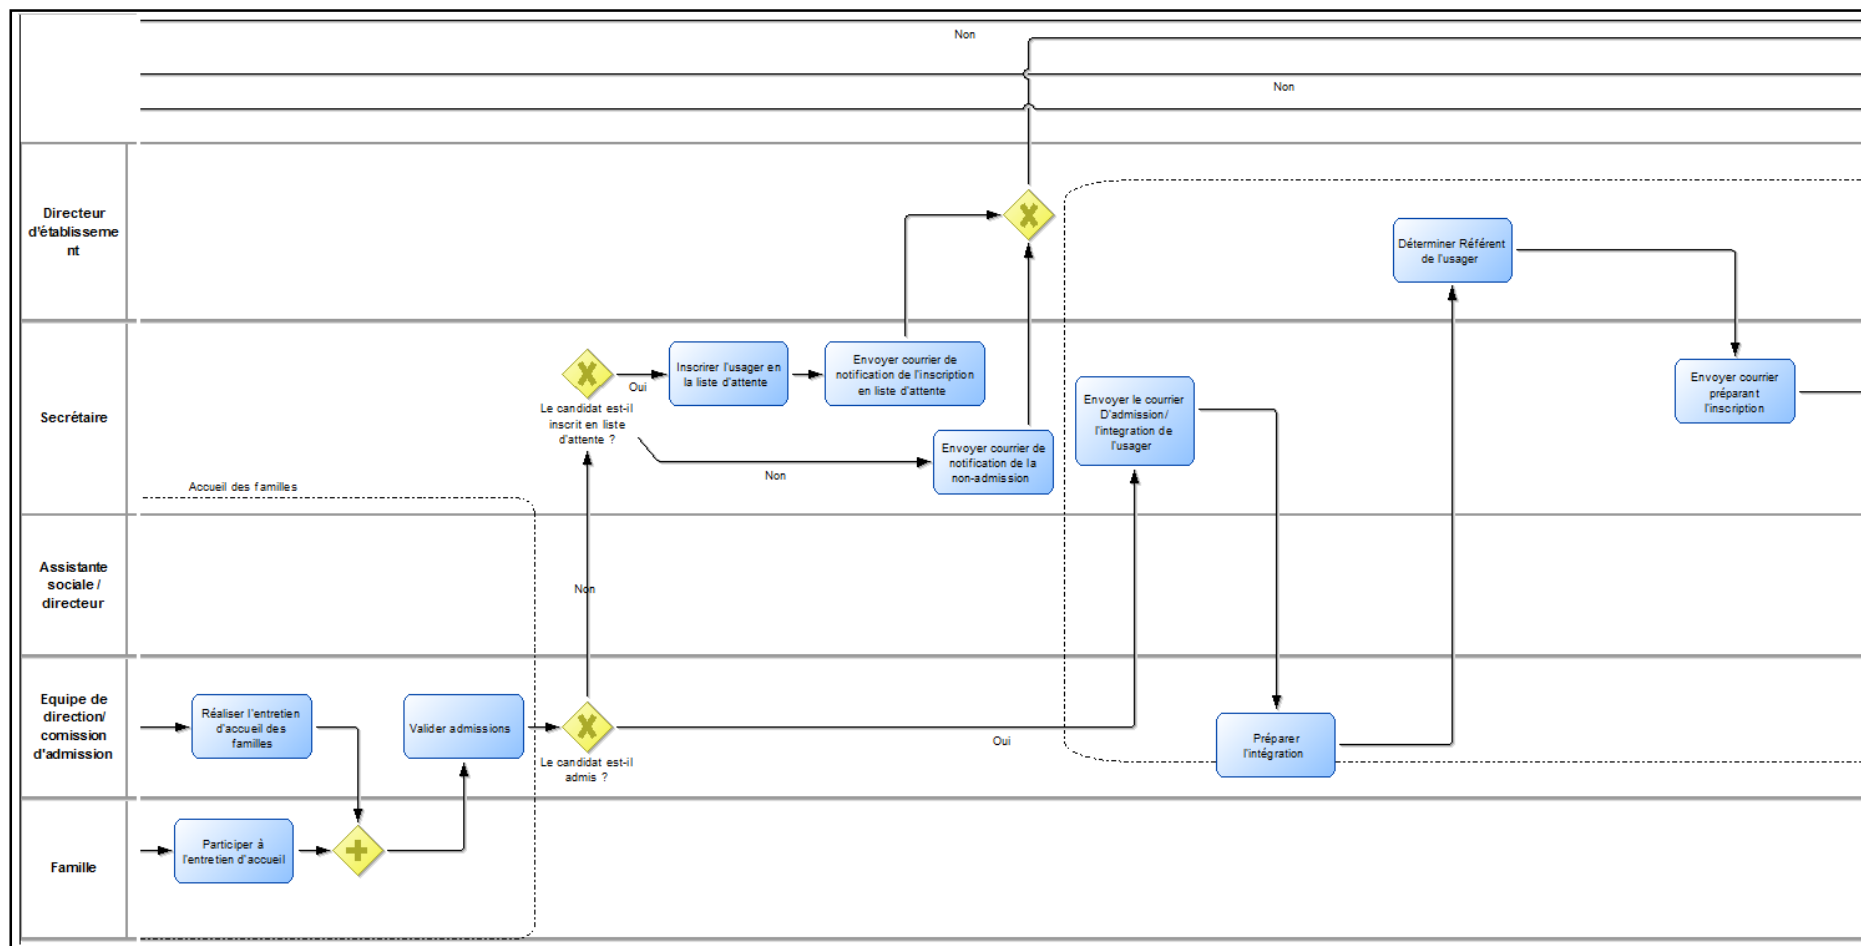 Non
Non
Directeur
d'établisseme
nt
Déterminer Référent
de l'usager
Secrétaire
Le candidat est-il
inscrit en liste
d'attente ?
Oui
Inscrirer l'usager en
la liste d'attente
Envoyer courrier de
notification de l'inscription
en liste d'attente
Non
Envoyer courrier de
notification de la
non-admission
Envoyer le courrier
D'admission/
l'integration de
l'usager
Envoyer courrier
préparant
l'inscription
Accueil des familles
Assistante
sociale /
directeur
Non
Equipe de
direction/
comission
d'admission
Réaliser l'entretien
d'accueil des
familles
Valider admissions
Le candidat est-il
admis ?
Oui
Préparer
l'intégration
Famille
Participer à
l'entretien d'accueil